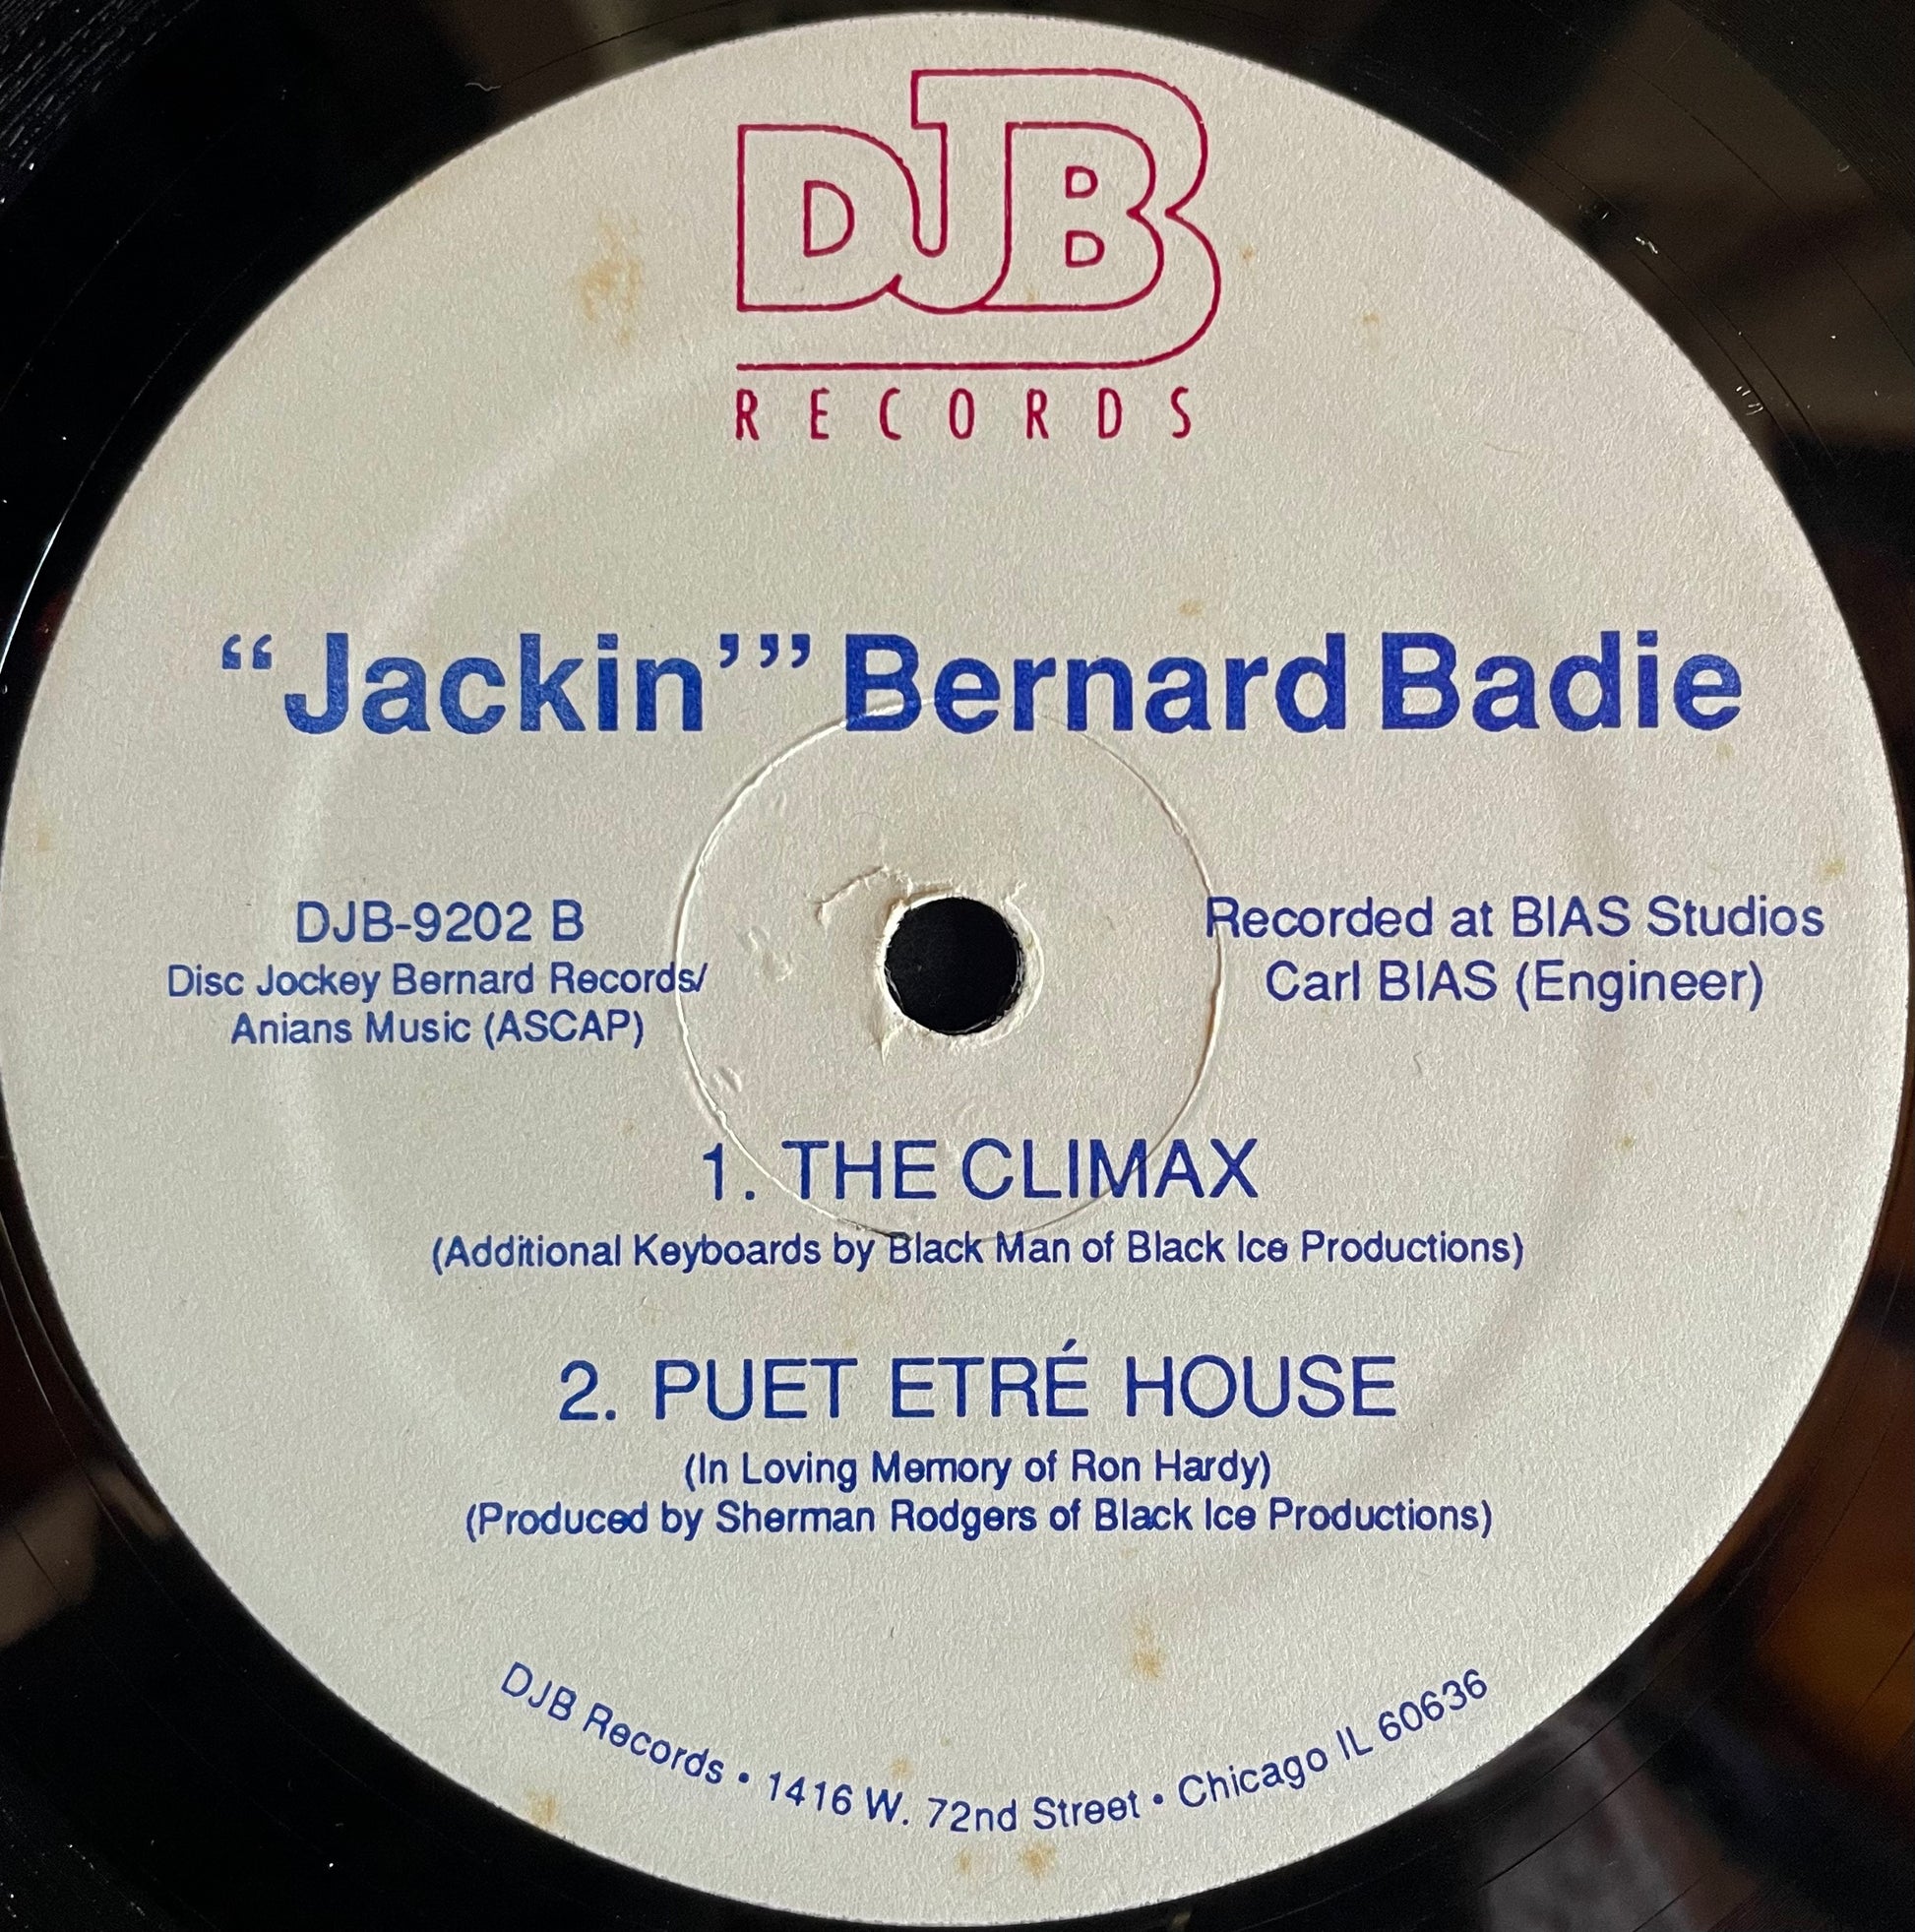 DJB
RECORDS
“Jackin’” Bernard Badie
DJB-9202 B
Disc Jockey Bernard Records/
Anians Music (ASCAP)
Recorded at BIAS Studios
Carl BIAS (Engineer)
1. THE CLIMAX
(Additional Keyboards by Black Man of Black Ice Productions)
2. PUET ETRÉ HOUSE
(In Loving Memory of Ron Hardy)
(Produced by Sherman Rodgers of Black Ice Productions)
DJB Records • 1416 W. 72nd Street • Chicago IL 60636